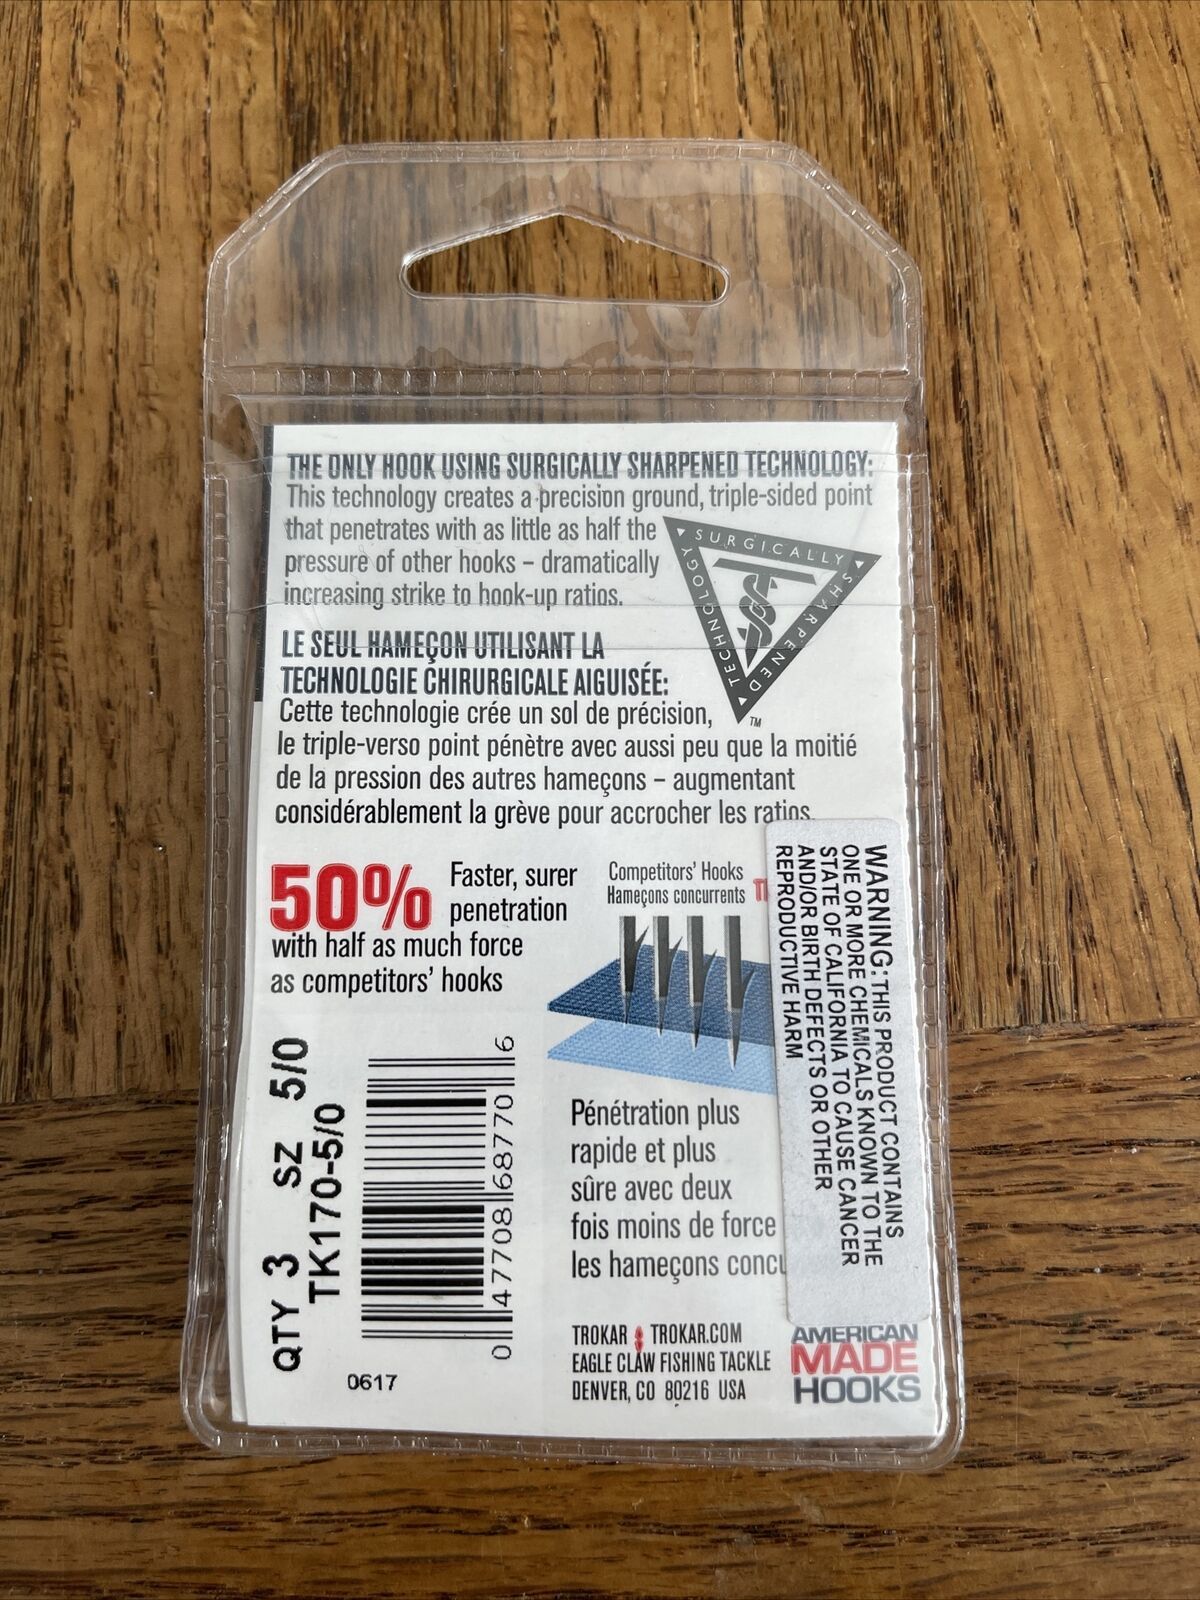 THE ONLY HOOK USING SURGICALLY SHARPENED TECHNOLOGY:
This technology creates a precision ground, triple-sided point
that penetrates with as little as half the
pressure of other hooks – dramatically
increasing strike to hook-up ratios.
SURGICALLY
SHARPENED
TECHNOLOGY
TS
TM
LE SEUL HAMEÇON UTILISANT LA
TECHNOLOGIE CHIRURGICALE AIGUISÉE:
Cette technologie crée un sol de précision,
le triple-verso point pénètre avec aussi peu que la moitié
de la pression des autres hameçons – augmentant
considérablement la grève pour accrocher les ratios.
50% Faster, surer
penetration
with half as much force
as competitors' hooks
Competitors' Hooks
Hameçons concurrents
WARNING: THIS PRODUCT CONTAINS
ONE OR MORE CHEMICALS KNOWN TO THE
STATE OF CALIFORNIA TO CAUSE CANCER
AND/OR BIRTH DEFECTS OR OTHER
REPRODUCTIVE HARM
QTY 3 SZ 5/0
TK170-5/0
0 47708 68770 6
0617
Pénétration plus
rapide et plus
sûre avec deux
fois moins de force
les hameçons
TROKAR TROKAR.COM
EAGLE CLAW FISHING TACKLE
DENVER, CO 80216 USA
AMERICAN
MADE
HOOKS